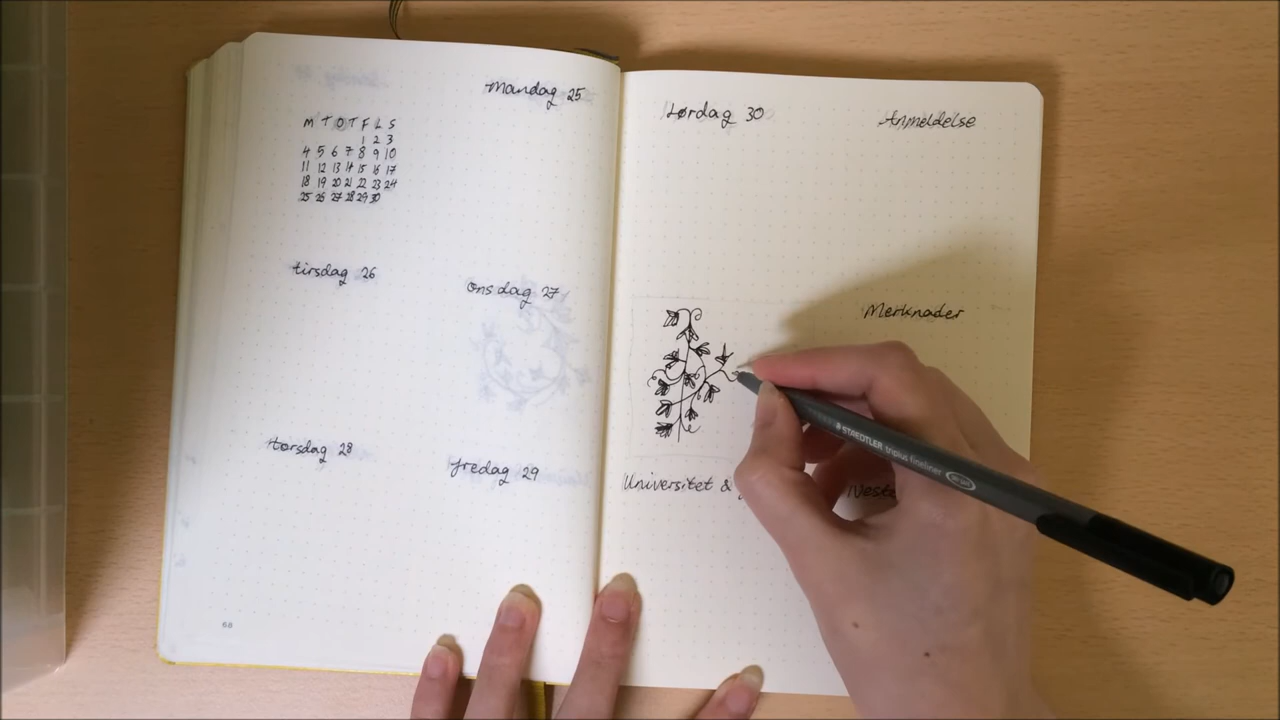 mandag 25
M T O T F L S
1 2 3
4 5 6 7 8 9 10
11 12 13 14 15 16 17
18 19 20 21 22 23 24
25 26 27 28 29 30
tirsdag 26
onsdag 27
torsdag 28
fredag 29
68
Lørdag 30
Anmeldelse
Merknader
Universitet &
Neste
STAEDTLER triplus fineliner